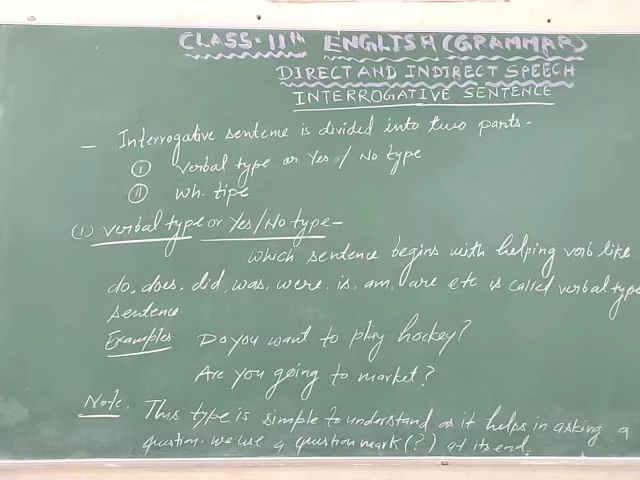 CLASS-11th ENGLISH (GRAMMAR)
DIRECT AND INDIRECT SPEECH
INTERROGATIVE SENTENCE
- Interrogative sentence is divided into two parts.
(I) Verbal type or Yes / No type
(II) Wh. tipe
(1) verbal type or Yes/No type-
Which sentence begins with helping verb like
do, does. did, was, were. is. am, are etc is called verbal type
sentence.
Examples. Do you want to play hockey?
Are you going to market?
Note. This type is simple to understand as it helps in asking a
question. we use a question mark (?) at its end.